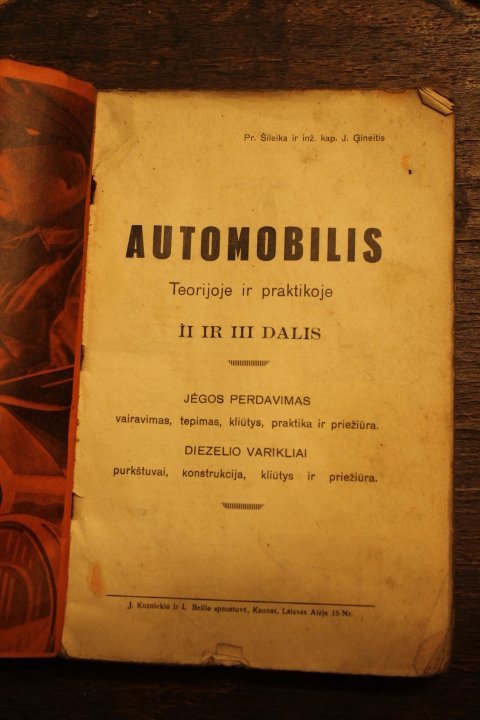 Pr. Šileika ir inž. kap. J. Gineitis
AUTOMOBILIS
Teorijoje ir praktikoje
II IR III DALIS
JĖGOS PERDAVIMAS
vairavimas, tepimas, kliūtys, praktika ir priežiūra.
DIEZELIO VARIKLIAI
purkštuvai, konstrukcija, kliūtys ir priežiūra.
J. Kuznickio ir L. Beilio spaustuvė, Kaunas, Laisvės Alėja 15 Nr.